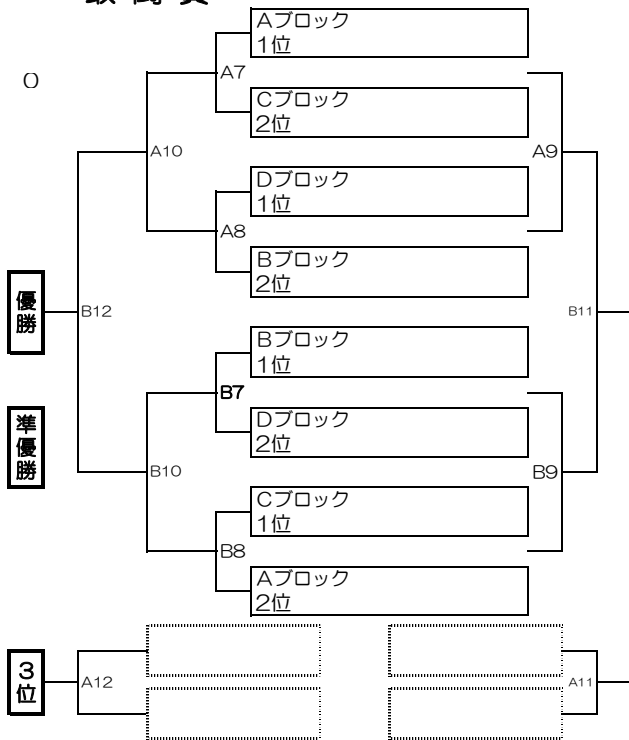 O
Aブロック
1位
A7
Cブロック
2位
A10
A9
Dブロック
1位
A8
Bブロック
2位
優勝
B12
B11
Bブロック
1位
B7
準優勝
Dブロック
2位
B10
B9
Cブロック
1位
B8
Aブロック
2位
3位
A12
A11